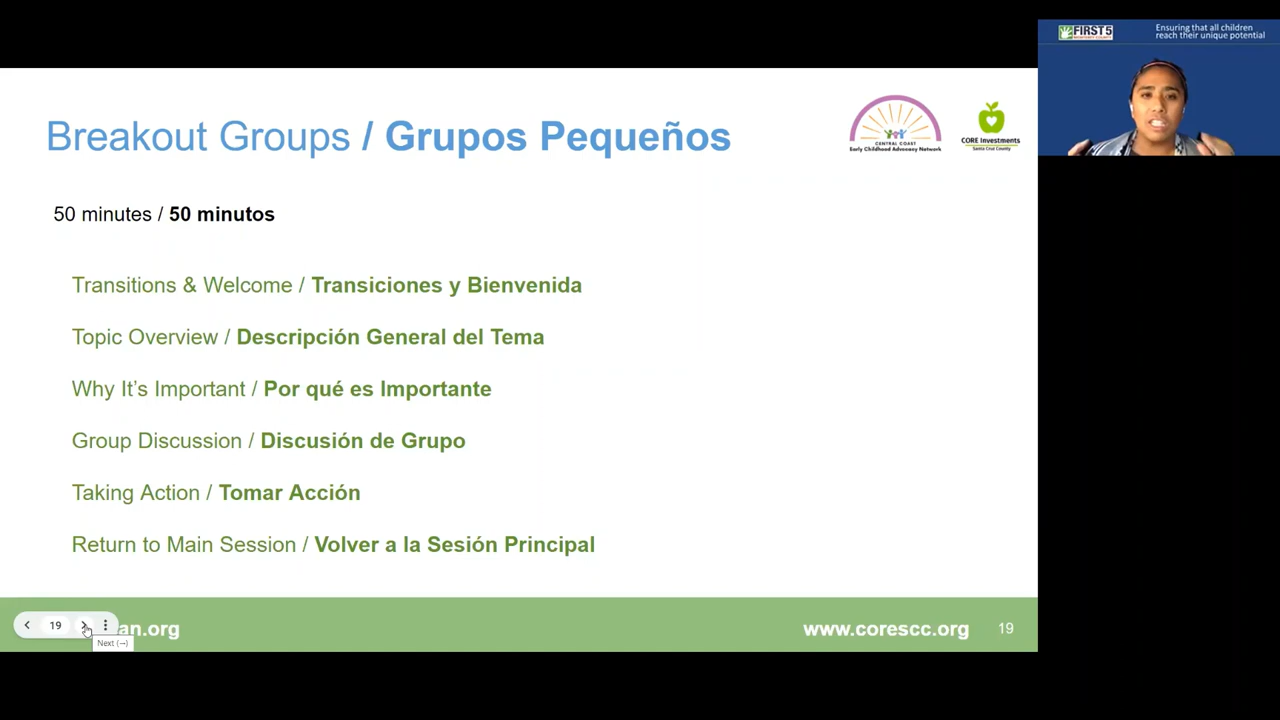 FIRST 5
Ensuring that all children
reach their unique potential
Breakout Groups / Grupos Pequeños
CENTRAL COAST
Early Childhood Advocacy Network
CORE Investments
Santa Cruz County
50 minutes / 50 minutos
Transitions & Welcome / Transiciones y Bienvenida
Topic Overview / Descripción General del Tema
Why It's Important / Por qué es Importante
Group Discussion / Discusión de Grupo
Taking Action / Tomar Acción
Return to Main Session / Volver a la Sesión Principal
19
an.org
Next (→)
www.corescc.org
19